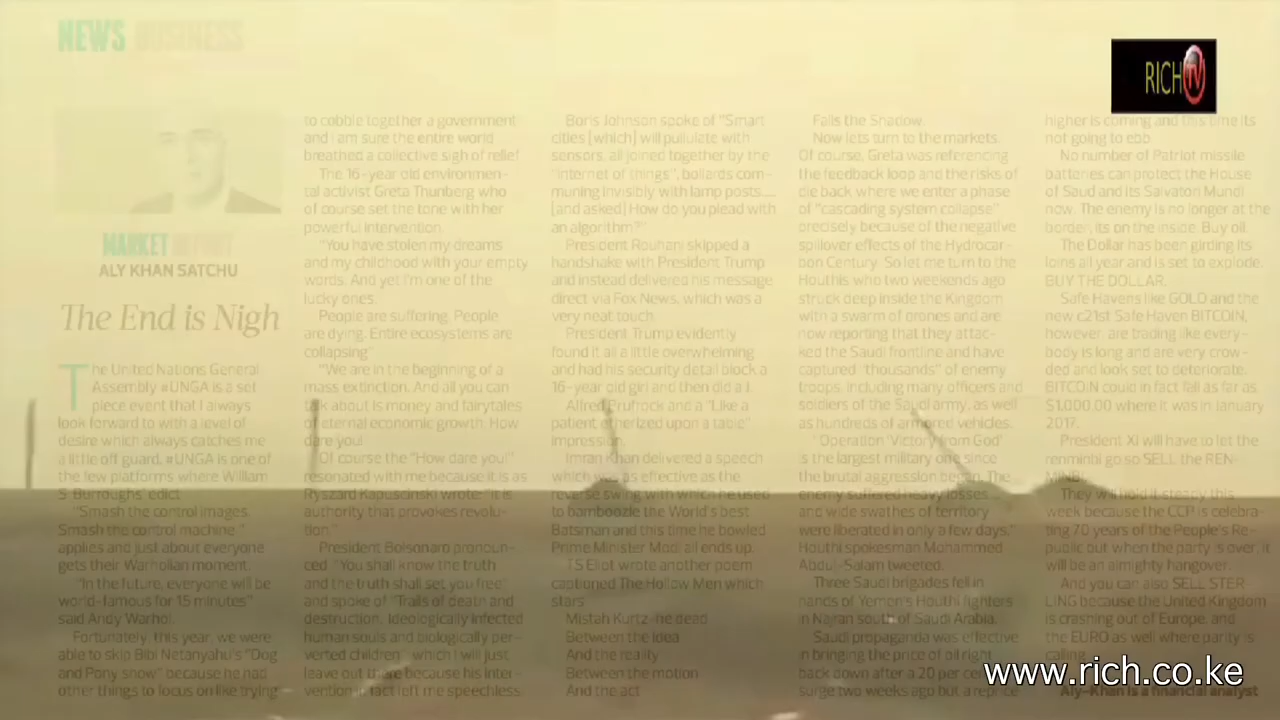 NEWS BUSINESS
RICH TV
MARKET REPORT
ALY KHAN SATCHU
The End is Nigh
The United Nations General
Assembly #UNGA is a set
piece event that I always
look forward to with a level of
desire which always catches me
a little off guard. #UNGA is one of
the few platforms where William
S. Burroughs' edict
"Smash the control images.
Smash the control machine."
applies and just about everyone
gets their Warholian moment
"In the future, everyone will be
world-famous for 15 minutes"
said Andy Warhol.
Fortunately, this year, we were
able to skip Bibi Netanyahu's "Dog
and Pony show" because he had
other things to focus on like trying
to cobble together a government
and i am sure the entire world
breathed a collective sigh of relief
The 16-year old environmen-
tal activist Greta Thunberg who
of course set the tone with her
powerful intervention.
"You have stolen my dreams
and my childhood with your empty
words. And yet I'm one of the
lucky ones.
People are suffering. People
are dying. Entire ecosystems are
collapsing"
"We are in the beginning of a
mass extinction. And all you can
talk about is money and fairytales
of eternal economic growth. How
dare you!
Of course the "How dare you!"
resonated with me because it is as
Ryszard Kapuscinski wrote: "It is
authority that provokes revolu-
tion."
President Bolsonaro pronoun-
ced "You shall know the truth
and the truth shall set you free"
and spoke of "Trails of death and
destruction. Ideologically infected
human souls and biologically per-
verted children" which I will just
leave out there because his inter-
vention in fact left me speechless.
Boris Johnson spoke of "Smart
cities [which] will pullulate with
sensors, all joined together by the
"internet of things", bollards com-
muning invisibly with lamp posts.....
[and asked] How do you plead with
an algorithm?"
President Rouhani skipped a
handshake with President Trump
and instead delivered his message
direct via Fox News, which was a
very neat touch.
President Trump evidently
found it all a little overwhelming
and had his security detail block a
16-year old girl and then did a J.
Alfred Prufrock and a "Like a
patient etherized upon a table"
impression.
Imran Khan delivered a speech
which was as effective as the
reverse swing with which he used
to bamboozle the World's best
Batsman and this time he bowled
Prime Minister Modi all ends up.
TS Eliot wrote another poem
captioned The Hollow Men which
stars
Mistah Kurtz-he dead
Between the idea
And the reality
Between the motion
And the act
Falls the Shadow.
Now lets turn to the markets.
Of course, Greta was referencing
the feedback loop and the risks of
die back where we enter a phase
of "cascading system collapse"
precisely because of the negative
spillover effects of the Hydrocar-
bon Century. So let me turn to the
Houthis who two weeks ago
struck deep inside the Kingdom
with a swarm of drones and are
now reporting that they attac-
ked the Saudi frontline and have
captured "thousands" of enemy
troops, including many officers and
soldiers of the Saudi army, as well
as hundreds of armored vehicles.
"Operation 'Victory from God'
is the largest military one since
the brutal aggression began. The
enemy suffered heavy losses...
and wide swathes of territory
were liberated in only a few days,"
Houthi spokesman Mohammed
Abdul-Salam tweeted.
Three Saudi brigades fell in
hands of Yemen's Houthi fighters
in Najran south of Saudi Arabia.
Saudi propaganda was effective
in bringing the price of oil right
back down after a 20 per cent
surge two weeks ago but a reprice
higher is coming and this time its
not going to ebb.
No number of Patriot missile
batteries can protect the House
of Saud and its Salvator Mundi
now. The enemy is no longer at the
border, its on the inside. Buy oil.
The Dollar has been girding its
loins all year and is set to explode.
BUY THE DOLLAR.
Safe Havens like GOLD and the
new c21st Safe Haven BITCOIN,
however, are trading like every-
body is long and are very crow-
ded and look set to deteriorate.
BITCOIN could in fact fall as far as
$1,000.00 where it was in January
2017.
President XI will have to let the
renminbi go so SELL the REN-
MINBI.
They will hold it steady this
week because the CCP is celebra-
ting 70 years of the People's Re-
public but when the party is over, it
will be an almighty hangover.
And you can also SELL STER-
LING because the United Kingdom
is crashing out of Europe, and
the EURO as well where parity is
calling.
Aly-Khan is a financial analyst
www.rich.co.ke